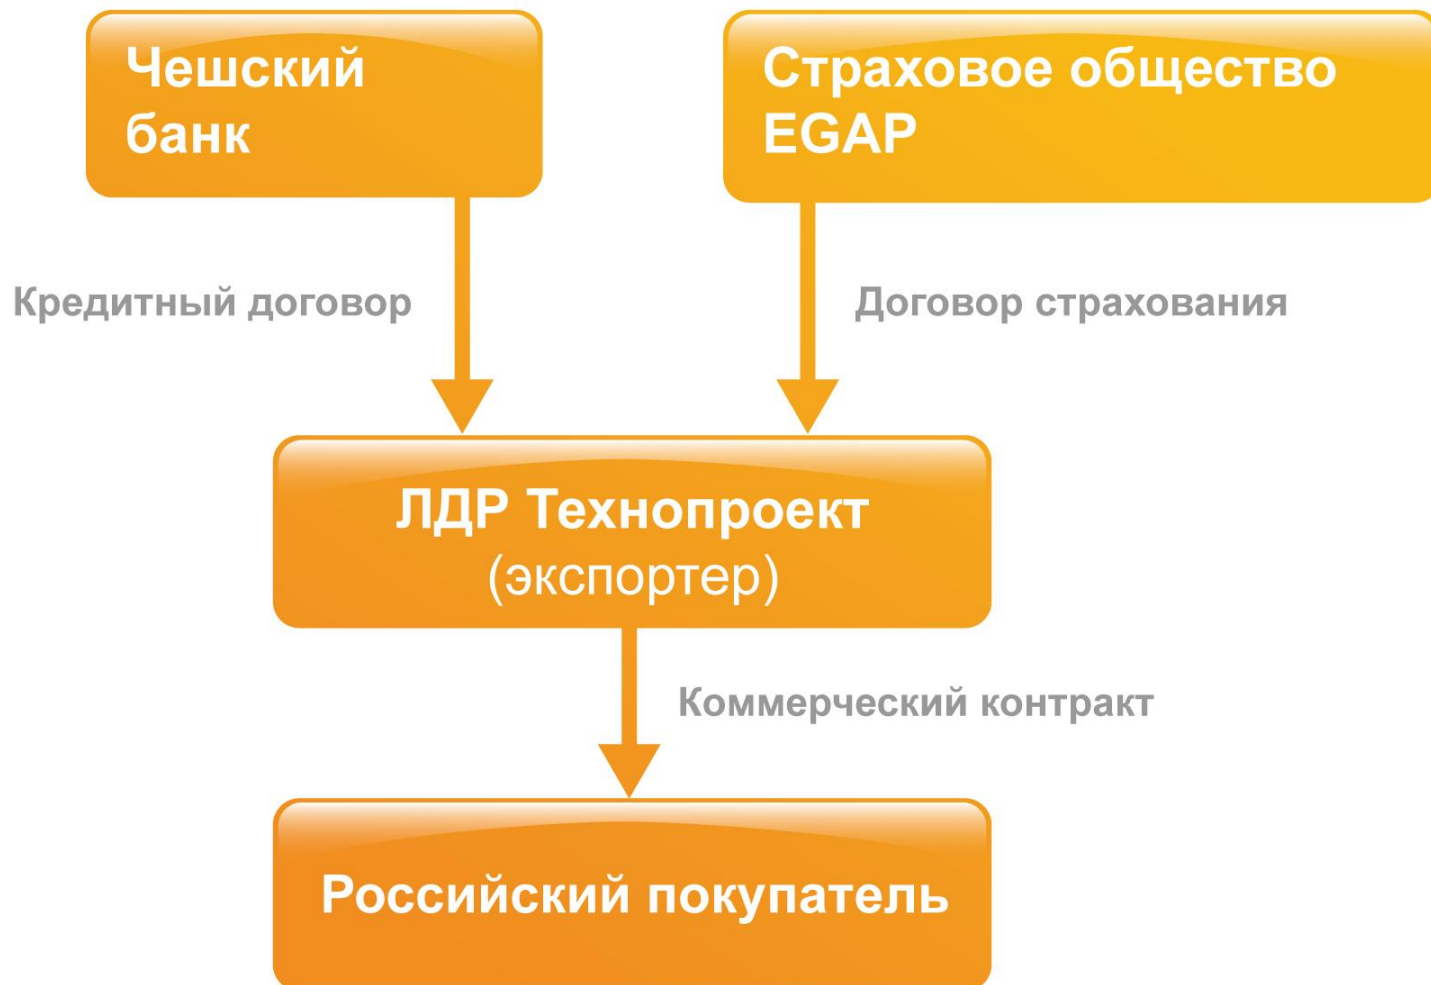 Чешский
банк
Страховое общество
EGAP
Кредитный договор
Договор страхования
ЛДР Технопроект
(экспортер)
Коммерческий контракт
Российский покупатель